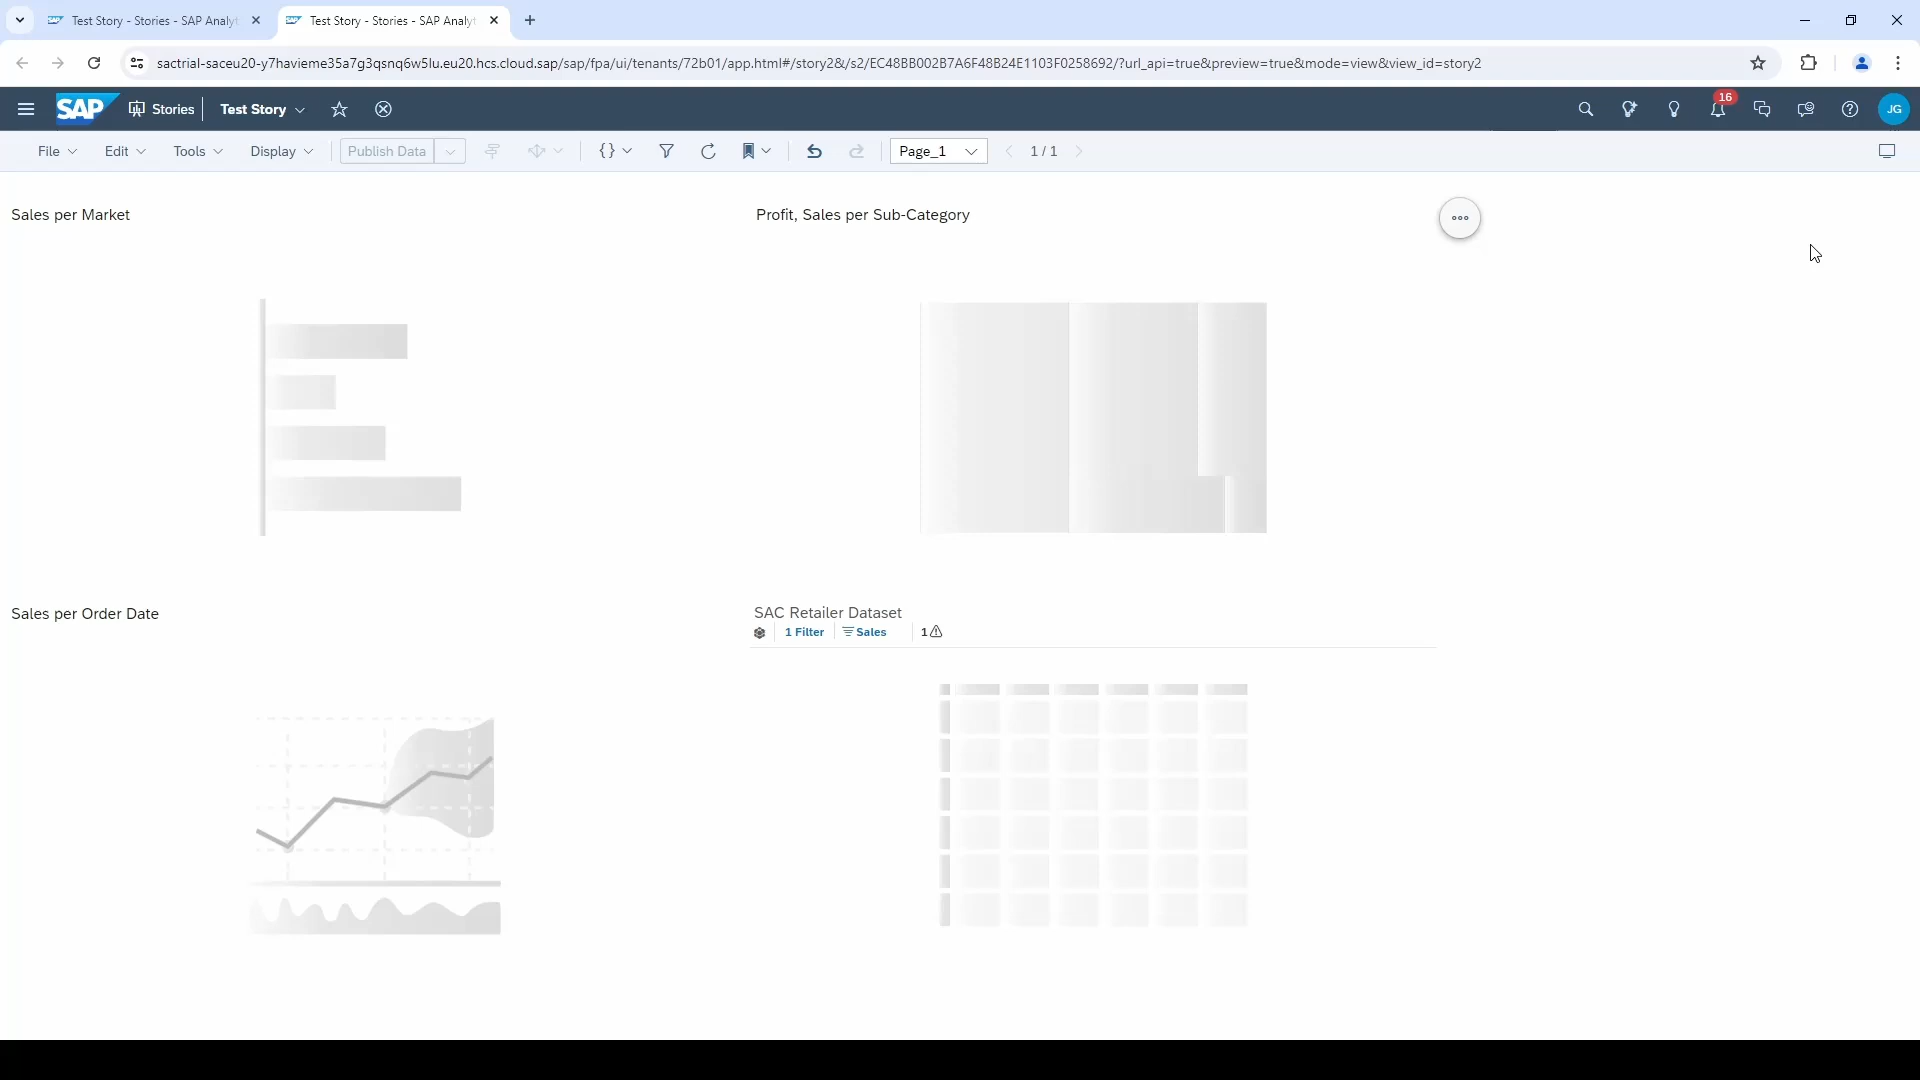 Test Story - Stories - SAP Analyt
Test Story - Stories - SAP Analyt
sactrial-saceu20-y7havieme35a7g3qsnq6w5lu.eu20.hcs.cloud.sap/sap/fpa/ui/tenants/72b01/app.html#/story2&/s2/EC48BB002B7A6F48B24E1103F0258692/?url_api=true&preview=true&mode=view&view_id=story2
SAP Stories Test Story 16 JG
File Edit Tools Display Publish Data Page_1 1 / 1
Sales per Market
Profit, Sales per Sub-Category
Sales per Order Date
SAC Retailer Dataset
1 Filter Sales 1